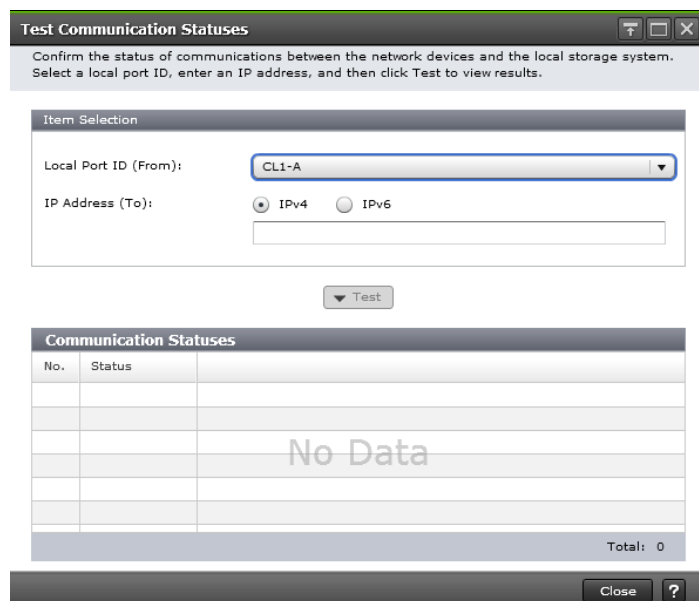 Test Communication Statuses
Confirm the status of communications between the network devices and the local storage system.
Select a local port ID, enter an IP address, and then click Test to view results.
Item Selection
Local Port ID (From): CL1-A
IP Address (To): IPv4 IPv6
Test
Communication Statuses
No. Status
No Data
Total: 0
Close ?